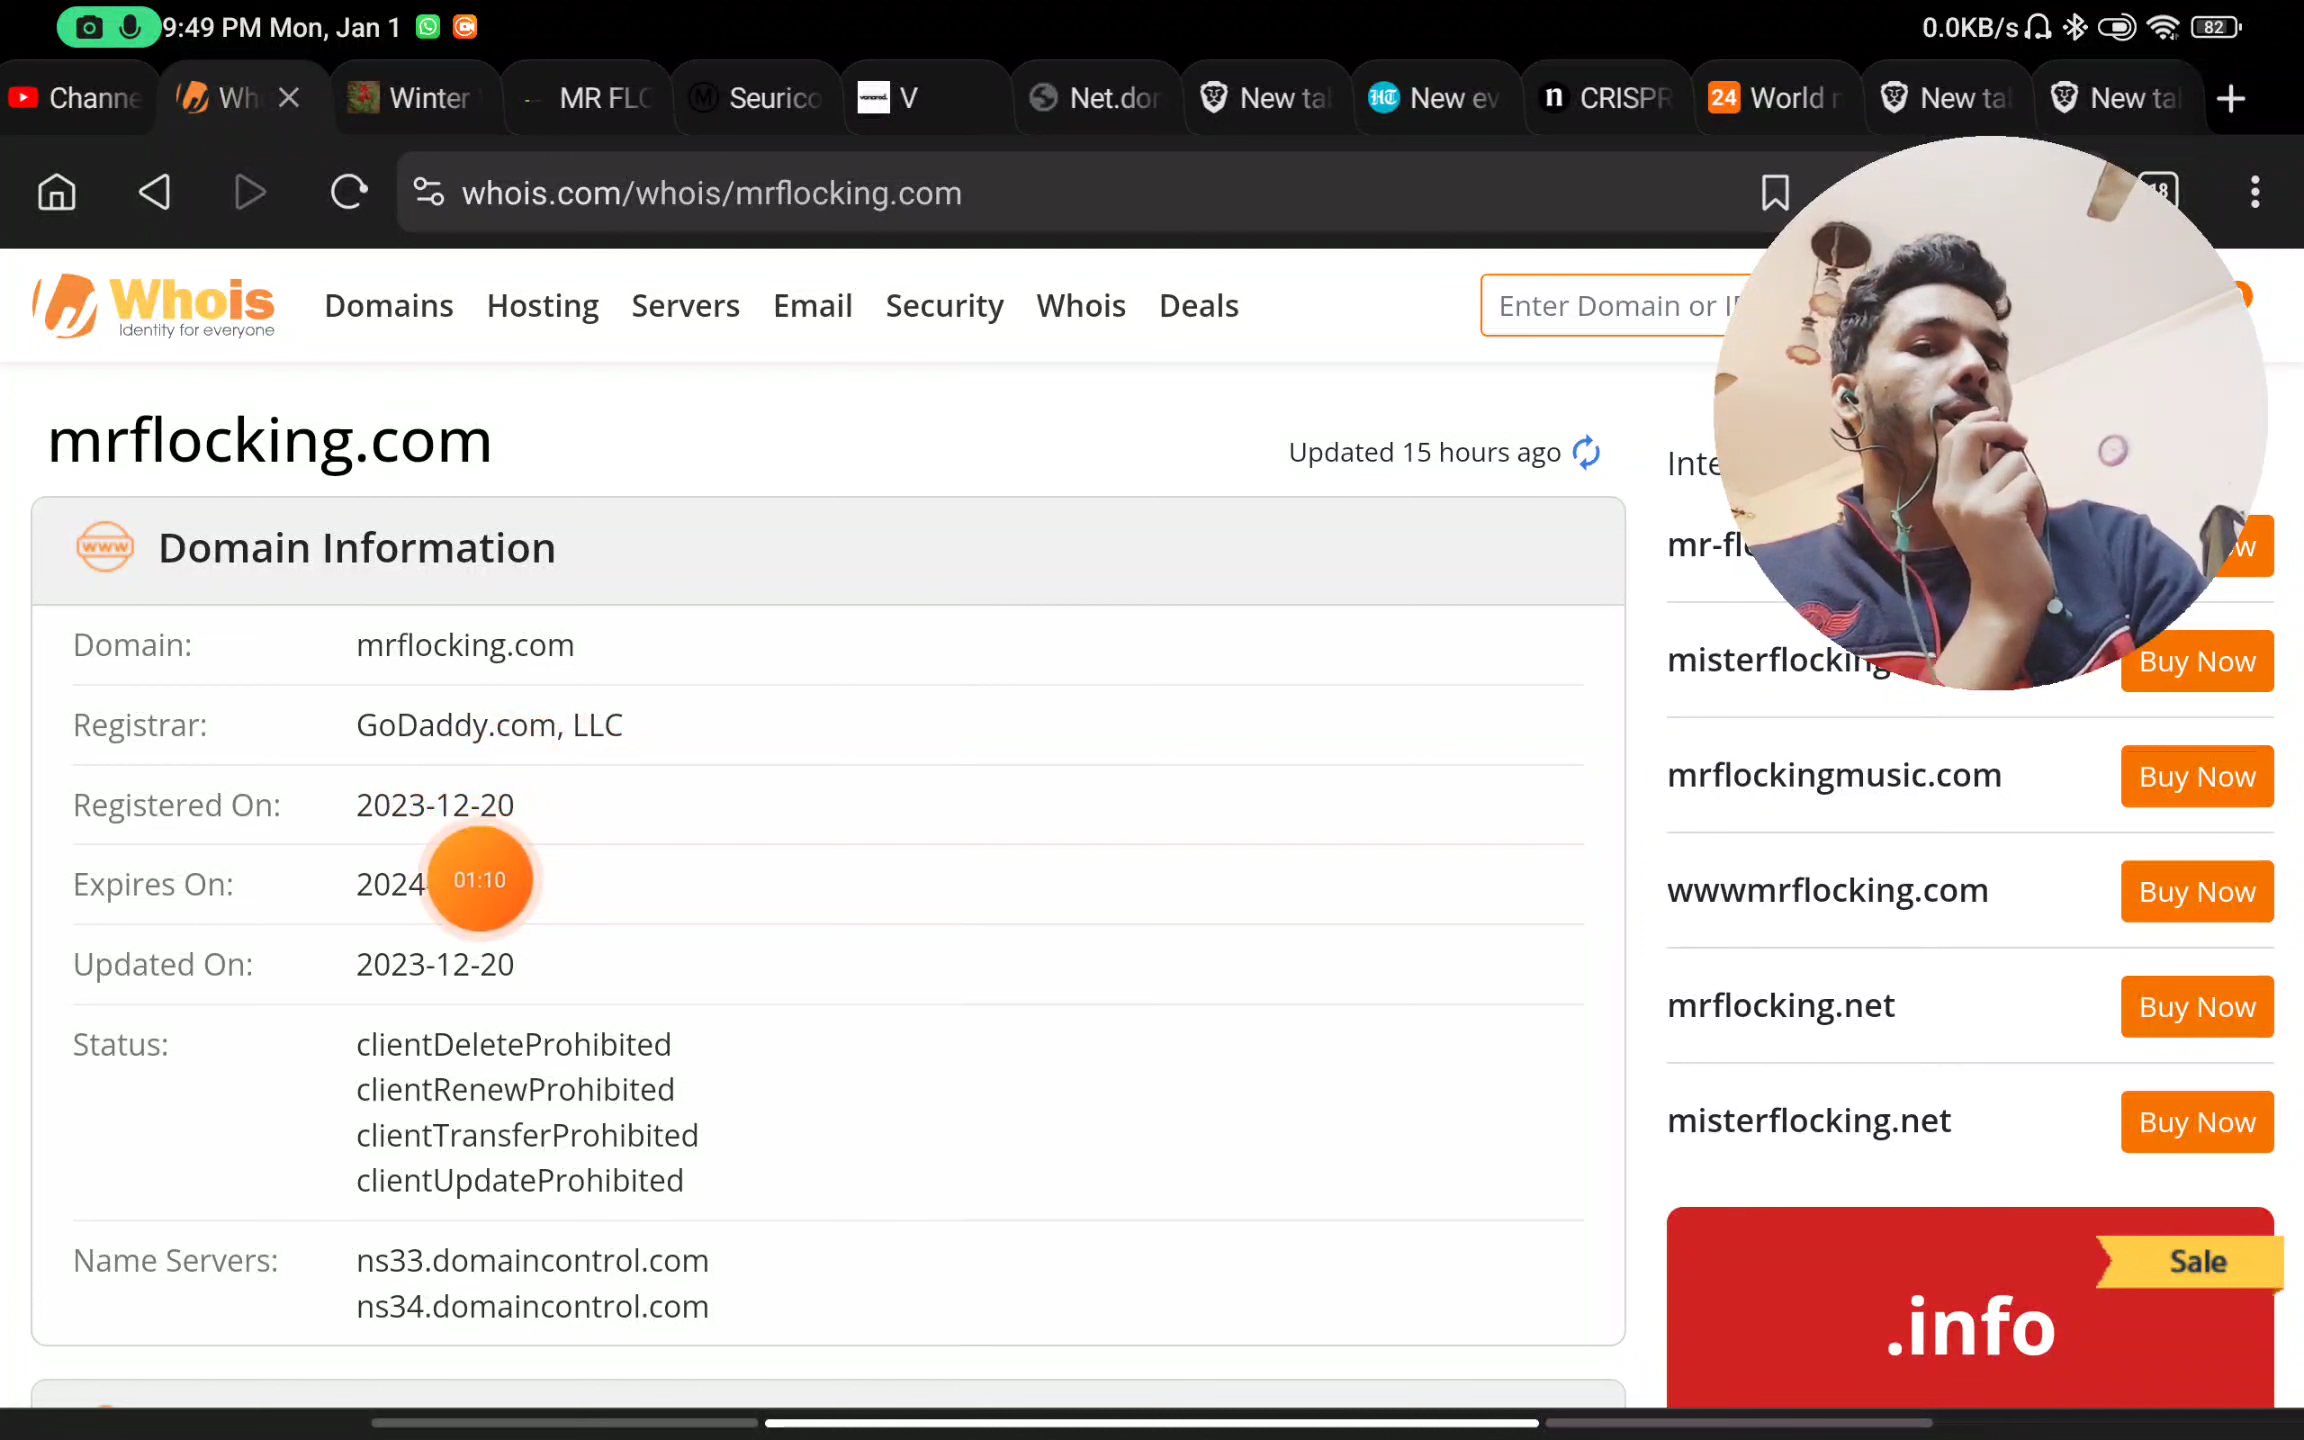 9:49 PM Mon, Jan 1
0.0KB/s
82
Channe
Wh
Winter
MR FLO
Seurico
V
Net.dor
New ta
New ev
CRISPR
24 World
New ta
New ta
whois.com/whois/mrflocking.com
Whois
Identity for everyone
Domains Hosting Servers Email Security Whois Deals
Enter Domain or
mrflocking.com
Updated 15 hours ago
Domain Information
Domain: mrflocking.com
Registrar: GoDaddy.com, LLC
Registered On: 2023-12-20
Expires On: 2024-
01:10
Updated On: 2023-12-20
Status: clientDeleteProhibited
clientRenewProhibited
clientTransferProhibited
clientUpdateProhibited
Name Servers: ns33.domaincontrol.com
ns34.domaincontrol.com
Inte
mr-flo
misterflocking
Buy Now
mrflockingmusic.com Buy Now
wwwmrflocking.com Buy Now
mrflocking.net Buy Now
misterflocking.net Buy Now
Sale
.info